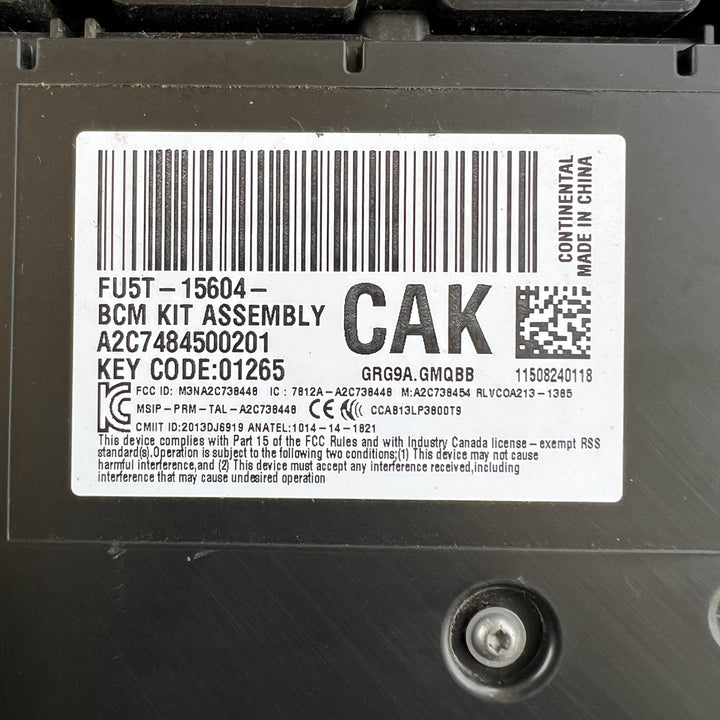 CONTINENTAL
MADE IN CHINA
FU5T-15604-
BCM KIT ASSEMBLY
A2C7484500201
KEY CODE:01265
CAK
GRG9A.GMQBB
11508240118
FCC ID: M3NA2C738448 IC: 7812A-A2C738448 M:A2C738454 RLVCOA213-1385
MSIP-PRM-TAL-A2C738448 CE CCAB13LP3800T9
CMIIT ID:2013DJ6919 ANATEL:1014-14-1821
This device complies with Part 15 of the FCC Rules and with Industry Canada license-exempt RSS
standard(s).Operation is subject to the following two conditions;(1) This device may not cause
harmful interference,and (2) This device must accept any interference received,including
interference that may cause undesired operation